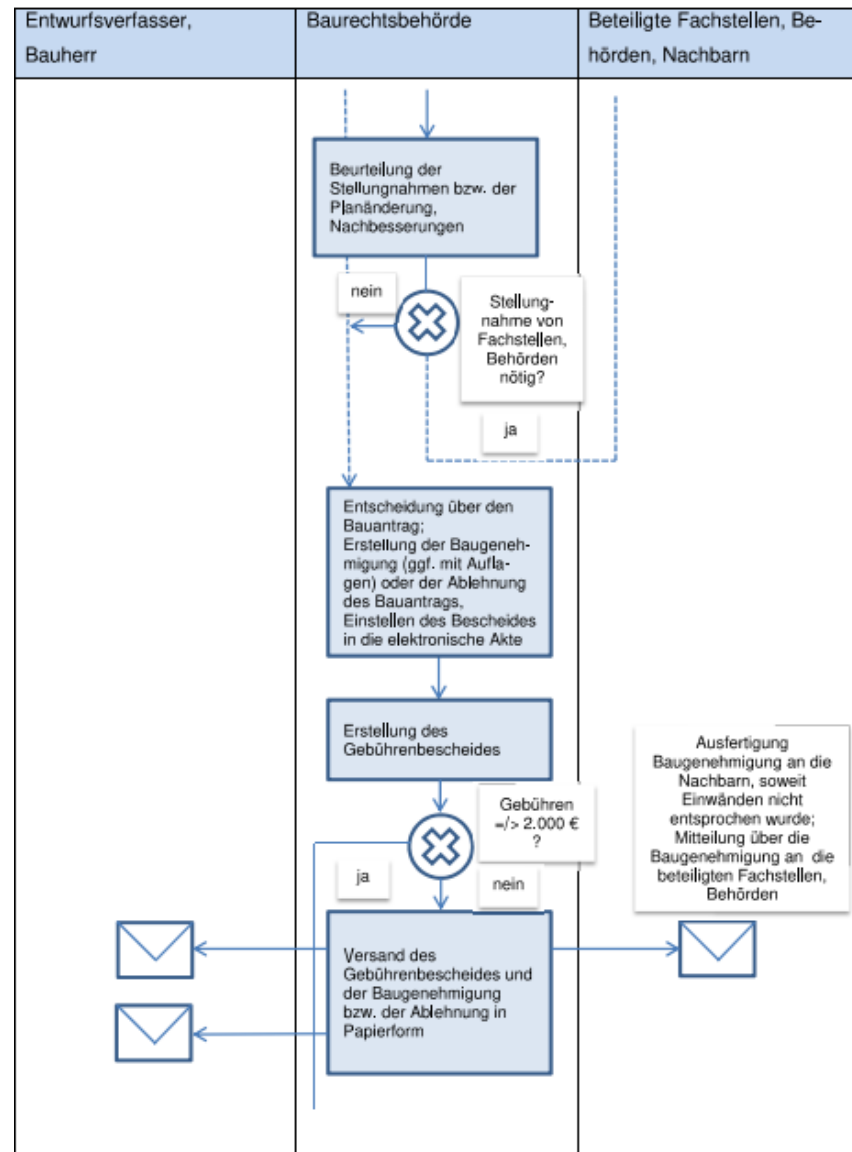 Entwurfsverfasser,
Bauherr
Baurechtsbehörde
Beteiligte Fachstellen, Be-
hörden, Nachbarn
Beurteilung der
Stellungnahmen bzw. der
Planänderung,
Nachbesserungen
nein
Stellung-
nahme von
Fachstellen,
Behörden
nötig?
ja
Entscheidung über den
Bauantrag;
Erstellung der Baugeneh-
migung (ggf. mit Aufla-
gen) oder der Ablehnung
des Bauantrags,
Einstellen des Bescheides
in die elektronische Akte
Erstellung des
Gebührenbescheides
Gebühren
=/> 2.000 €
?
ja
nein
Ausfertigung
Baugenehmigung an die
Nachbarn, soweit
Einwänden nicht
entsprochen wurde;
Mitteilung über die
Baugenehmigung an die
beteiligten Fachstellen,
Behörden
Versand des
Gebührenbescheides und
der Baugenehmigung
bzw. der Ablehnung in
Papierform